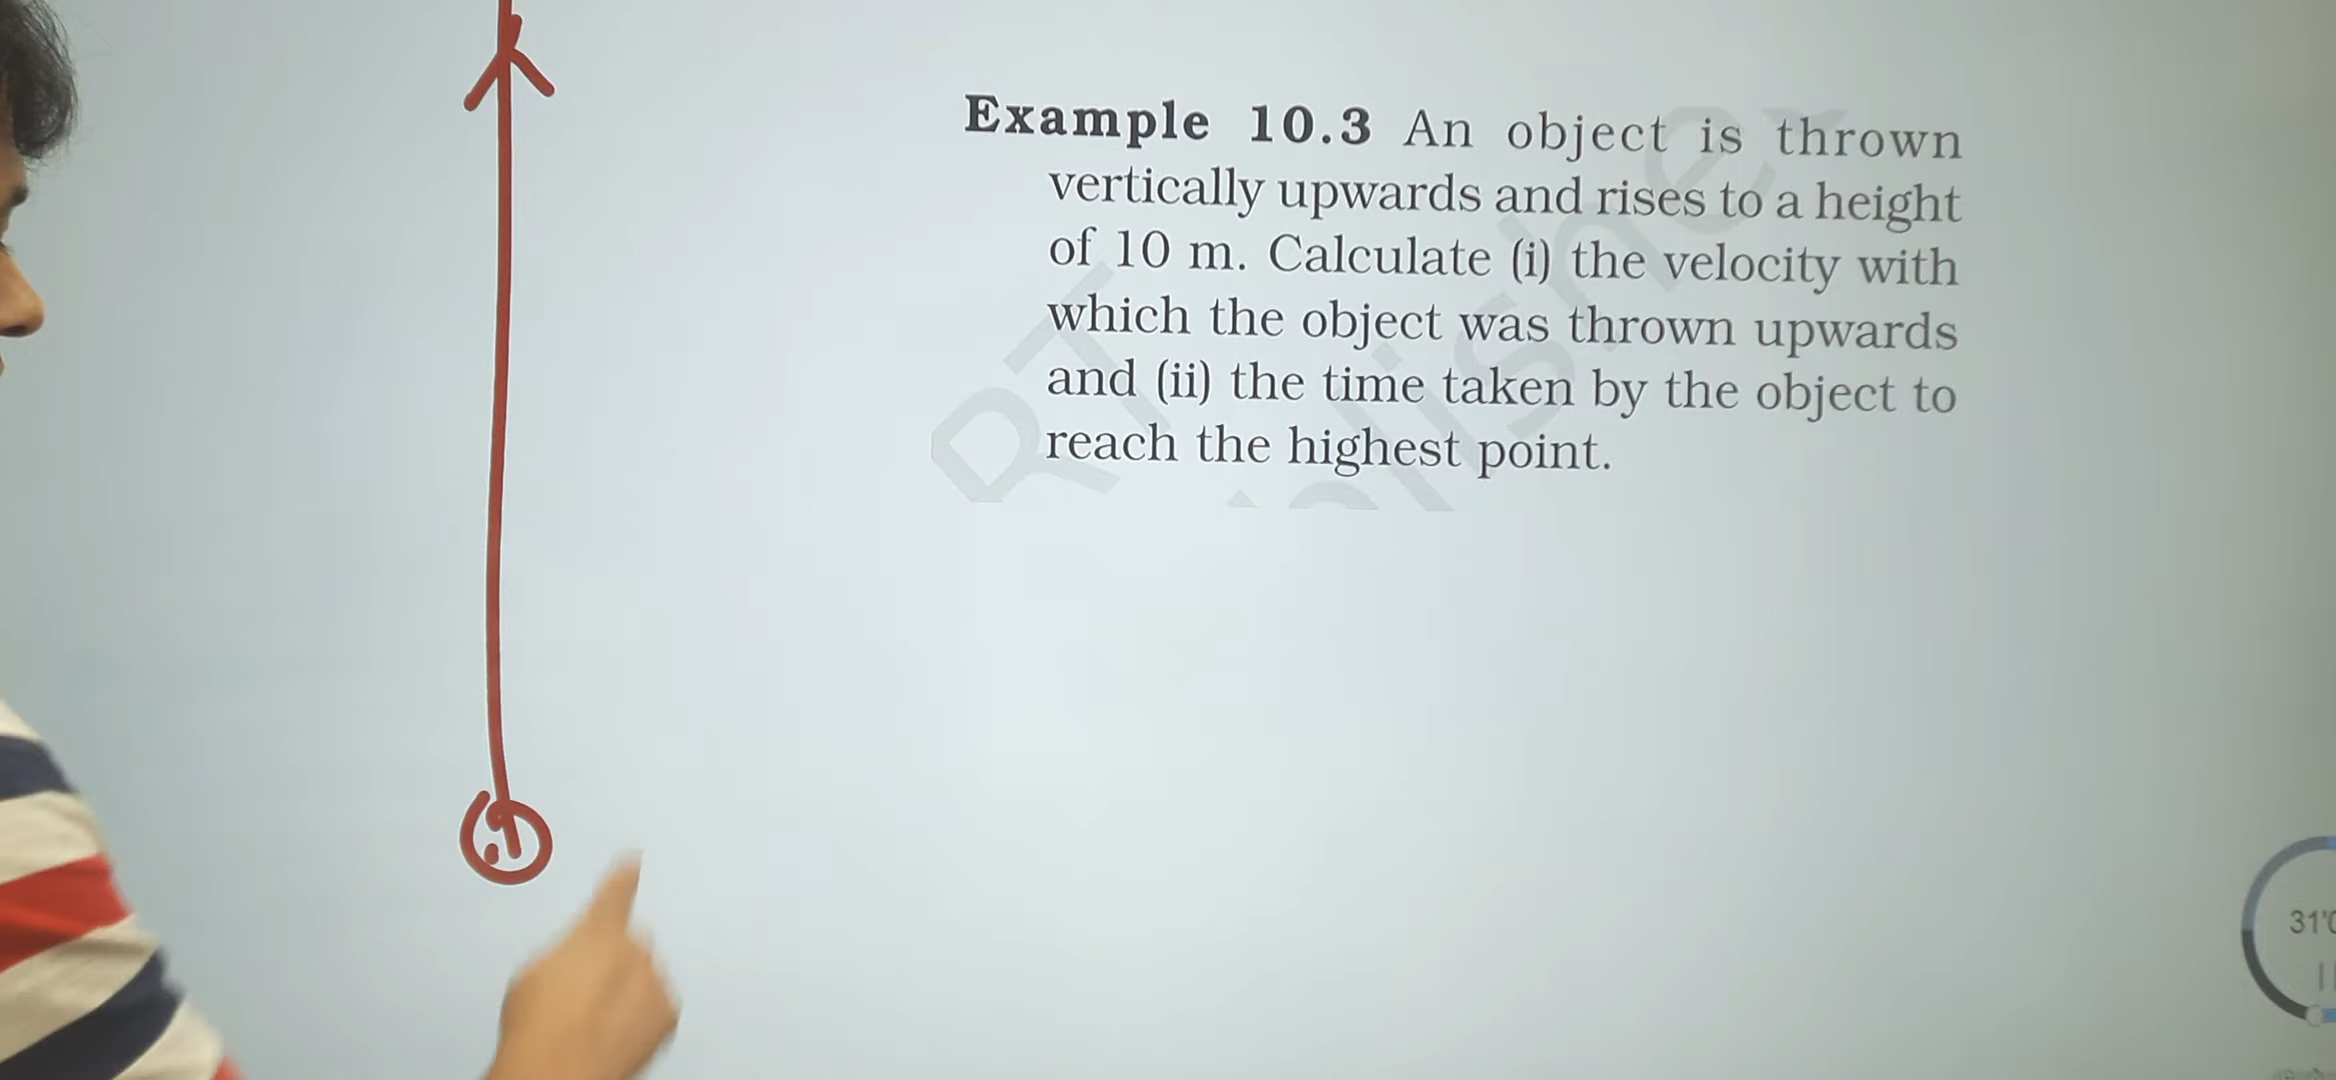 Example 10.3 An object is thrown
vertically upwards and rises to a height
of 10 m. Calculate (i) the velocity with
which the object was thrown upwards
and (ii) the time taken by the object to
reach the highest point.